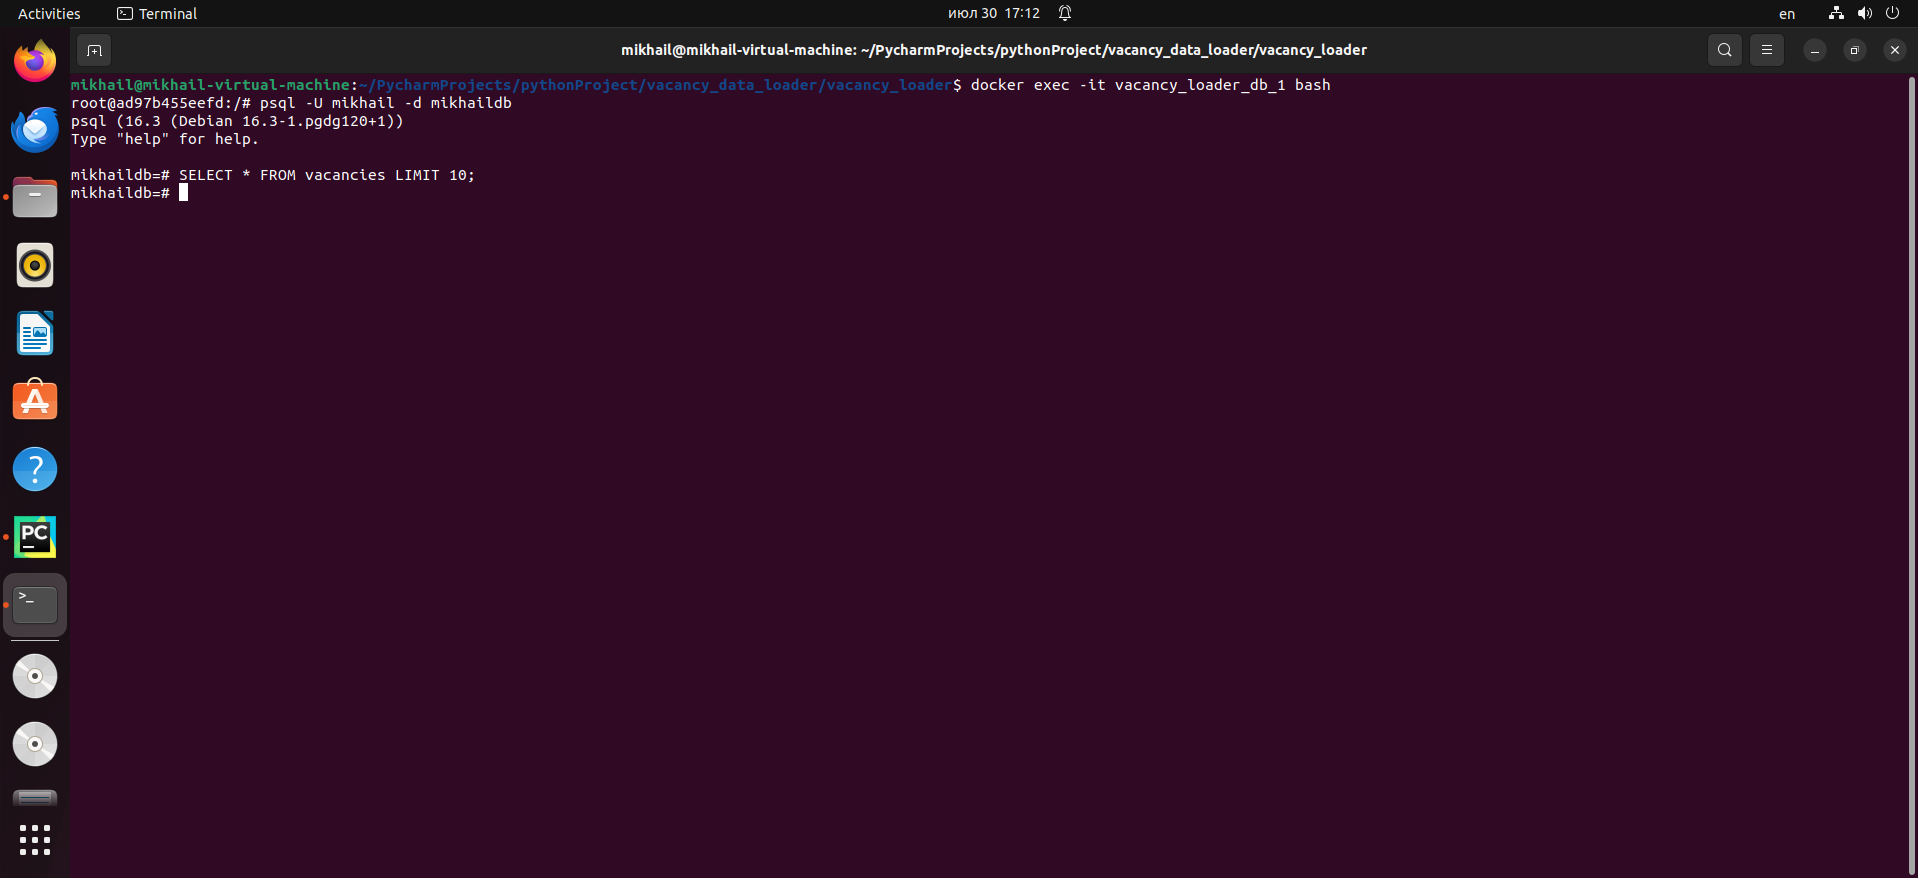 Activities
Terminal
июл 30 17:12
en
mikhail@mikhail-virtual-machine: ~/PycharmProjects/pythonProject/vacancy_data_loader/vacancy_loader
mikhail@mikhail-virtual-machine:~/PycharmProjects/pythonProject/vacancy_data_loader/vacancy_loader$ docker exec -it vacancy_loader_db_1 bash
root@ad97b455eefd:/# psql -U mikhail -d mikhaildb
psql (16.3 (Debian 16.3-1.pgdg120+1))
Type "help" for help.
mikhaildb=# SELECT * FROM vacancies LIMIT 10;
mikhaildb=#
?
PC
>_